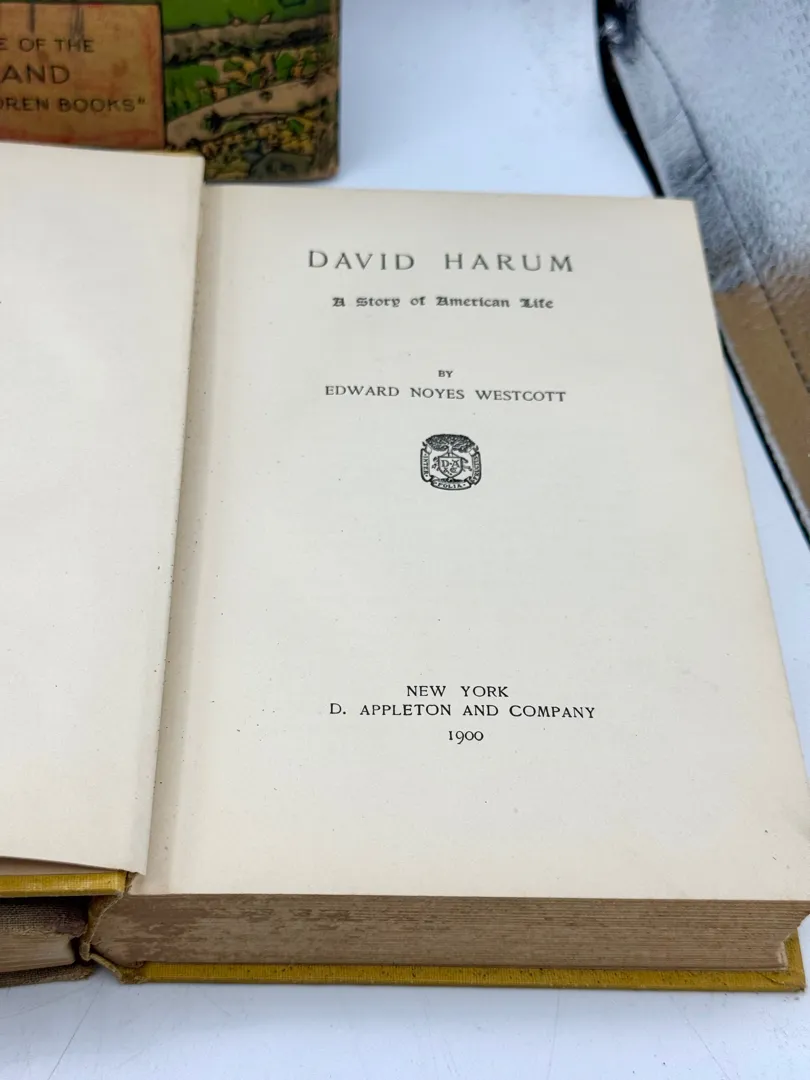 E OF THE
AND
DREN BOOKS"
DAVID HARUM
A Story of American Life
BY
EDWARD NOYES WESTCOTT
NEW YORK
D. APPLETON AND COMPANY
1900